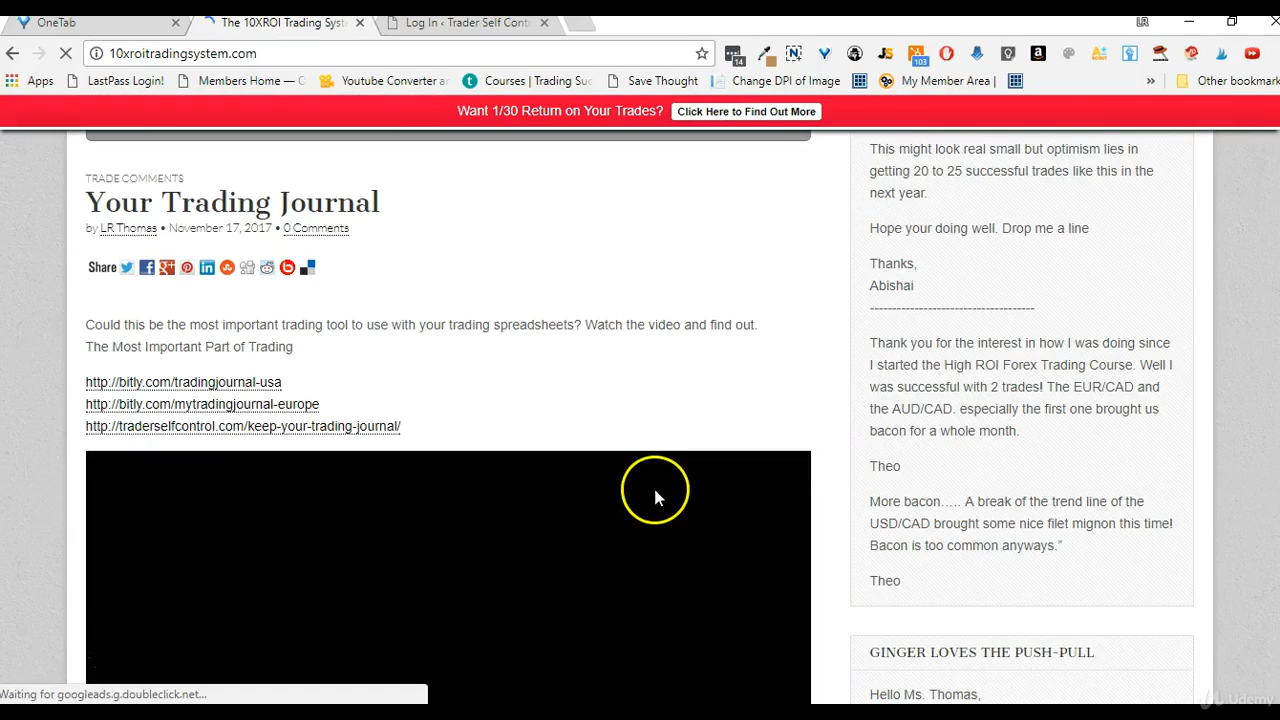 OneTab
The 10XROI Trading Syst
Log In ‹ Trader Self Cont
LR
10xroitradingsystem.com
14
JS
103
a
Apps
LastPass Login!
Members Home — C
Youtube Converter a
Courses | Trading Suc
Save Thought
Change DPI of Image
My Member Area |
»
Other bookmark
Want 1/30 Return on Your Trades? Click Here to Find Out More
TRADE COMMENTS
Your Trading Journal
by LR Thomas • November 17, 2017 • 0 Comments
Share
Could this be the most important trading tool to use with your trading spreadsheets? Watch the video and find out.
The Most Important Part of Trading
http://bitly.com/tradingjournal-usa
http://bitly.com/mytradingjournal-europe
http://traderselfcontrol.com/keep-your-trading-journal/
This might look real small but optimism lies in
getting 20 to 25 successful trades like this in the
next year.
Hope your doing well. Drop me a line
Thanks,
Abishai
------------------------------------
Thank you for the interest in how I was doing since
I started the High ROI Forex Trading Course. Well I
was successful with 2 trades! The EUR/CAD and
the AUD/CAD. especially the first one brought us
bacon for a whole month.
Theo
More bacon….. A break of the trend line of the
USD/CAD brought some nice filet mignon this time!
Bacon is too common anyways.”
Theo
GINGER LOVES THE PUSH-PULL
Hello Ms. Thomas,
Waiting for googleads.g.doubleclick.net...
Udemy